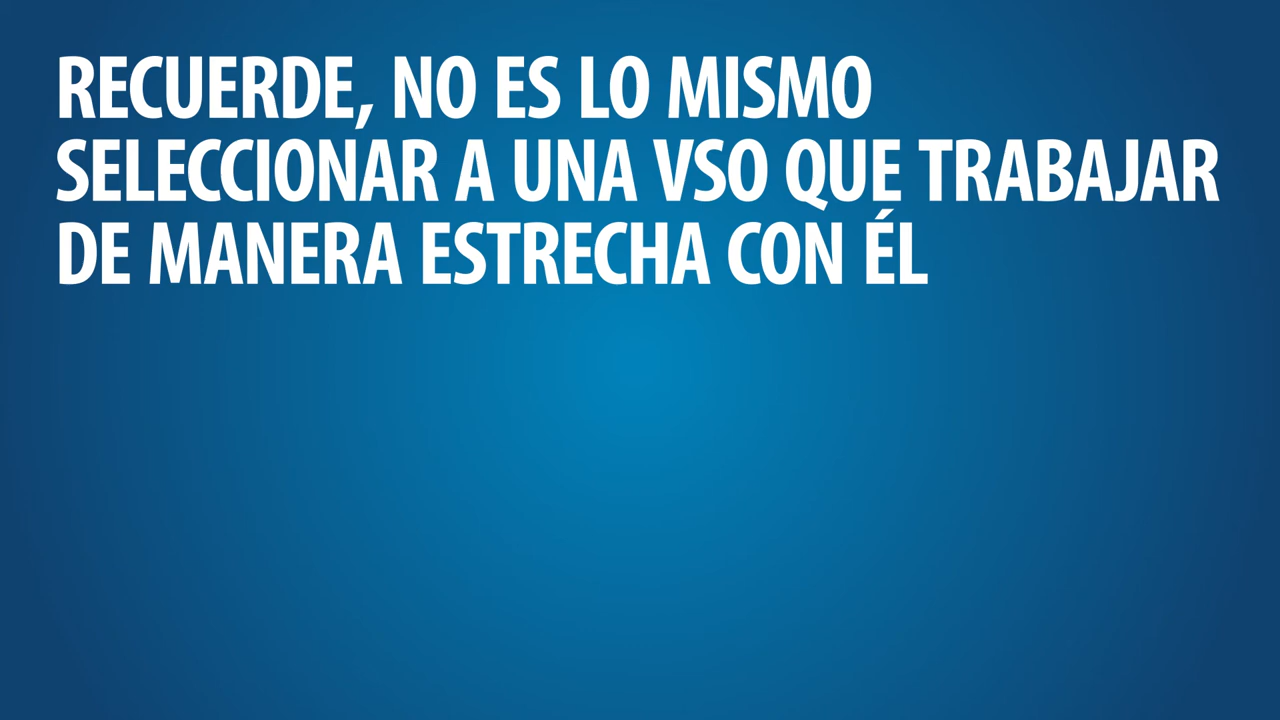 RECUERDE, NO ES LO MISMO
SELECCIONAR A UNA VSO QUE TRABAJAR
DE MANERA ESTRECHA CON ÉL